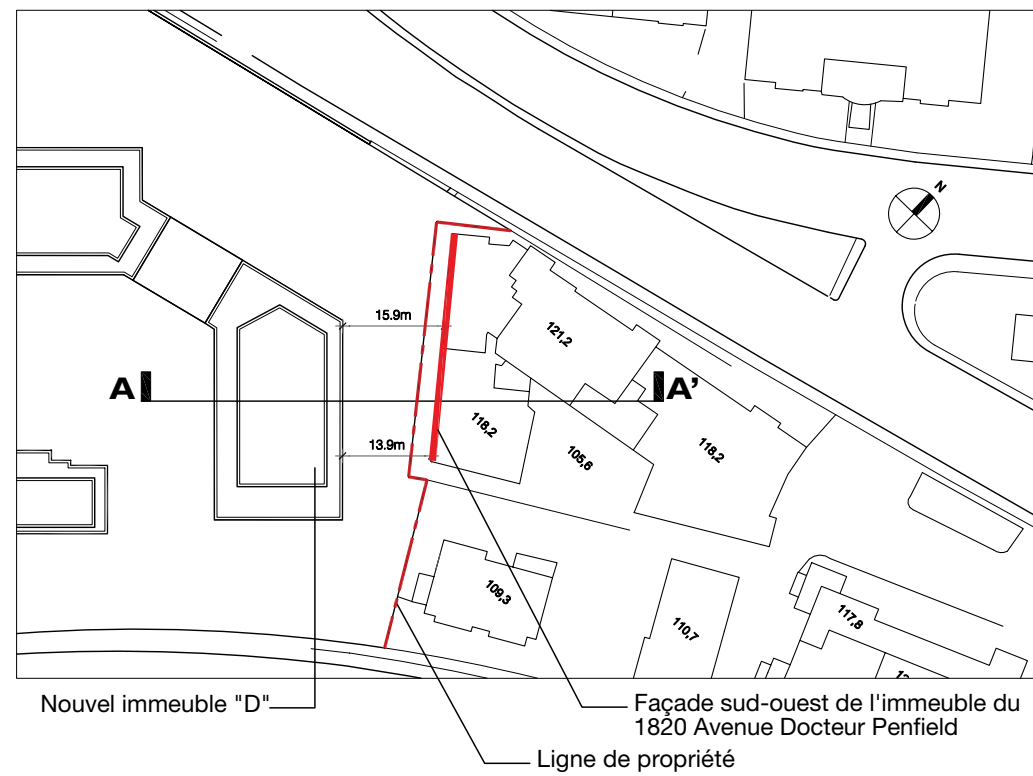 N
15.9m
121,2
A
A'
118,2
13.9m
105,6
118,2
109,3
110,7
117,8
Nouvel immeuble "D"
Façade sud-ouest de l'immeuble du
1820 Avenue Docteur Penfield
Ligne de propriété